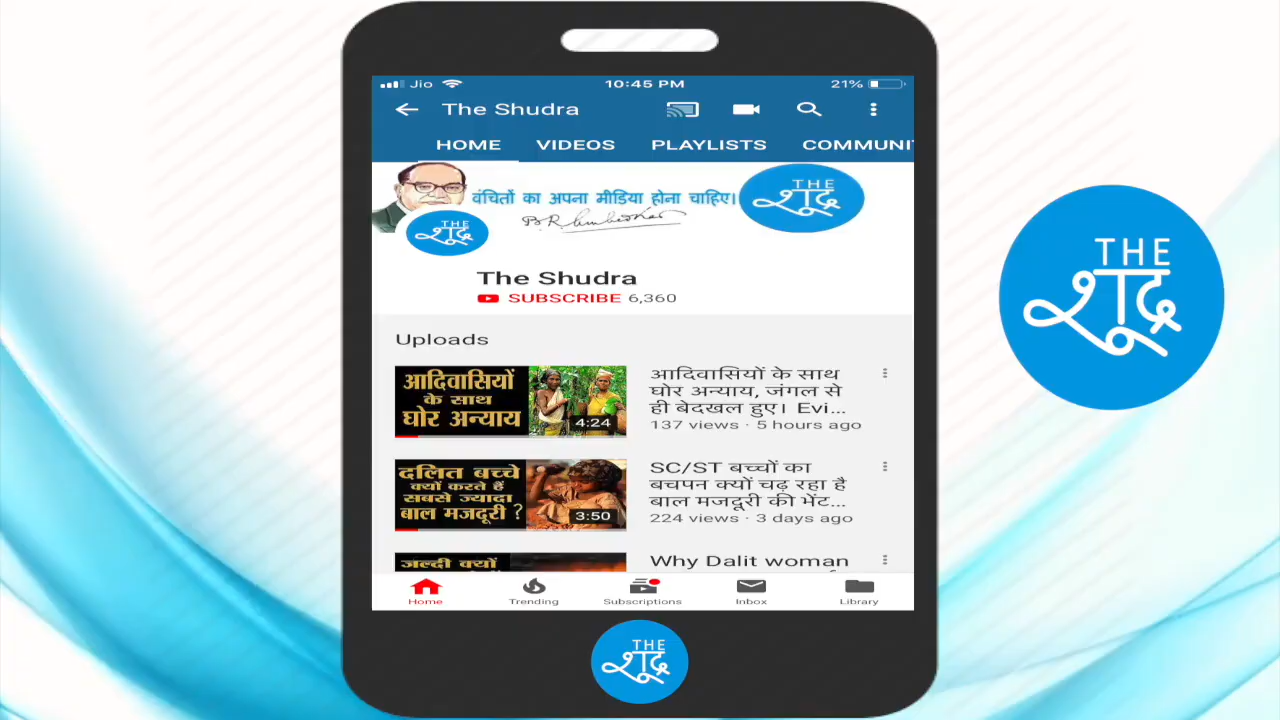 Jio 10:45 PM 21%
The Shudra
HOME VIDEOS PLAYLISTS COMMUNI
वंचितों का अपना मीडिया होना चाहिए।
THE
शूद्र
THE
शूद्र
The Shudra
SUBSCRIBE 6,360
Uploads
आदिवासियों
के साथ
घोर अन्याय
4:24
आदिवासियों के साथ
घोर अन्याय, जंगल से
ही बेदखल हुए। Evi...
137 views · 5 hours ago
दलित बच्चे
क्यों करते हैं
सबसे ज्यादा
बाल मजदूरी ?
3:50
SC/ST बच्चों का
बचपन क्यों चढ़ रहा है
बाल मजदूरी की भेंट...
224 views · 3 days ago
जल्दी क्यों
Why Dalit woman
Home Trending Subscriptions Inbox Library
THE
शूद्र
THE
शूद्र